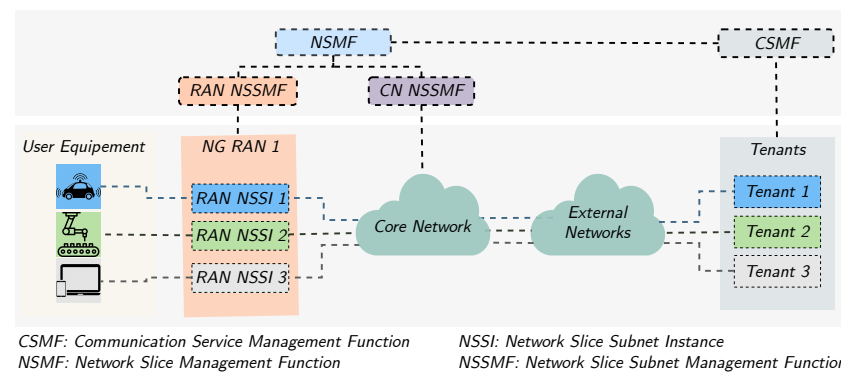 NSMF
CSMF
RAN NSSMF
CN NSSMF
User Equipement
NG RAN 1
Tenants
RAN NSSI 1
Tenant 1
RAN NSSI 2
Core Network
External
Networks
Tenant 2
RAN NSSI 3
Tenant 3
CSMF: Communication Service Management Function
NSSI: Network Slice Subnet Instance
NSMF: Network Slice Management Function
NSSMF: Network Slice Subnet Management Function